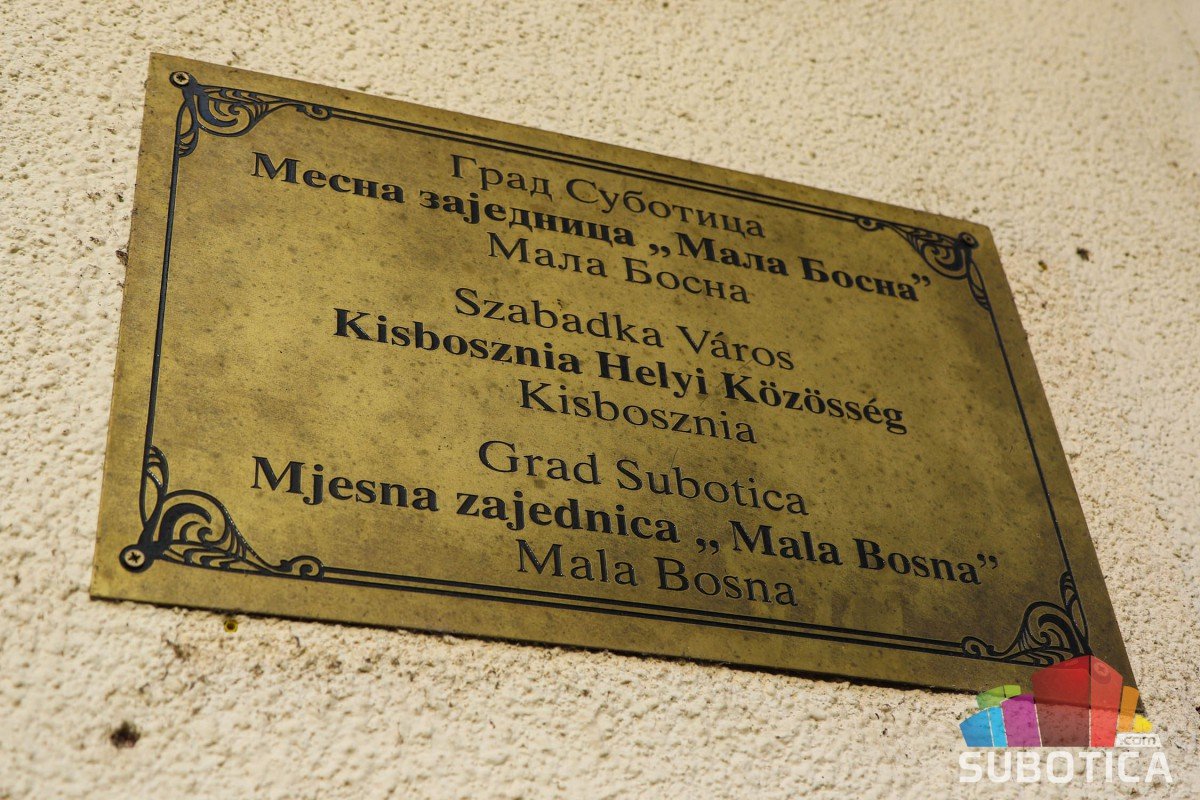 Град Суботица
Месна заједница „Мала Босна”
Мала Босна
Szabadka Város
Kisbosznia Helyi Közösség
Kisbosznia
Grad Subotica
Mjesna zajednica „Mala Bosna”
Mala Bosna
.com
SUBOTICA